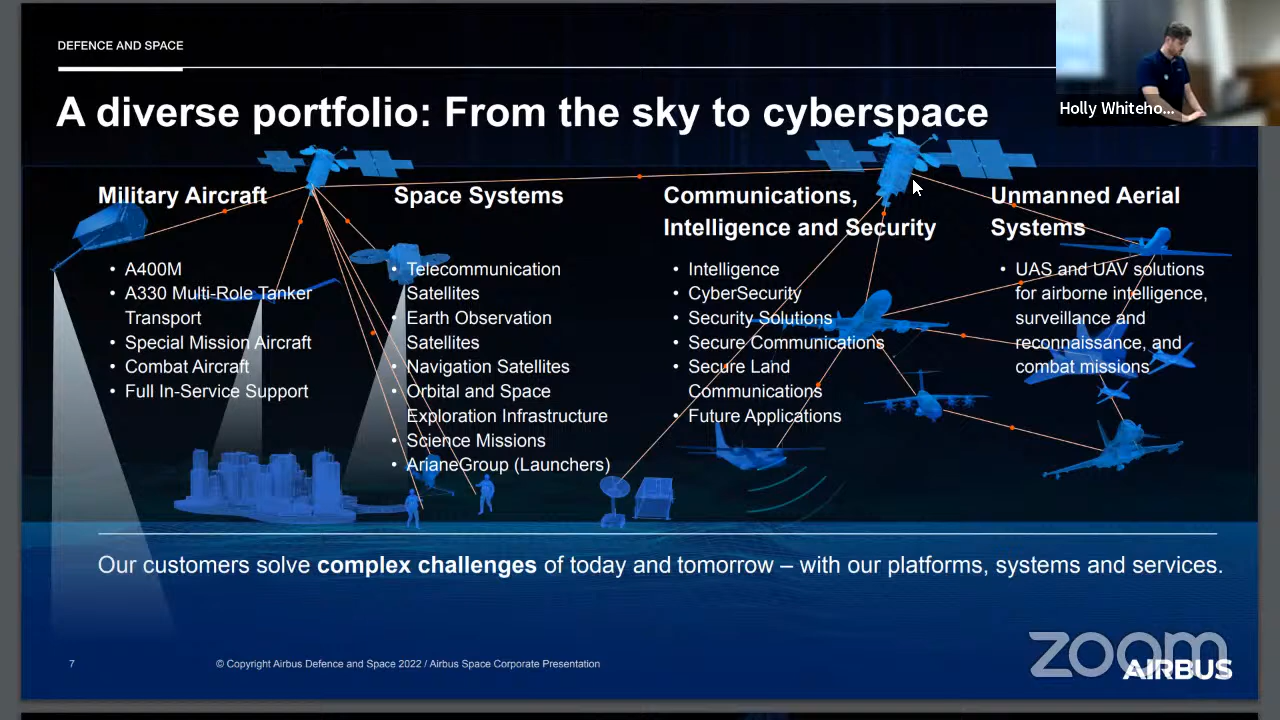 DEFENCE AND SPACE
A diverse portfolio: From the sky to cyberspace
Holly Whiteho...
Military Aircraft
• A400M
• A330 Multi-Role Tanker
Transport
• Special Mission Aircraft
• Combat Aircraft
• Full In-Service Support
Space Systems
• Telecommunication
Satellites
• Earth Observation
Satellites
• Navigation Satellites
• Orbital and Space
Exploration Infrastructure
• Science Missions
• ArianeGroup (Launchers)
Communications,
Intelligence and Security
• Intelligence
• CyberSecurity
• Security Solutions
• Secure Communications
• Secure Land
Communications
• Future Applications
Unmanned Aerial
Systems
• UAS and UAV solutions
for airborne intelligence,
surveillance and
reconnaissance, and
combat missions
Our customers solve complex challenges of today and tomorrow – with our platforms, systems and services.
7
© Copyright Airbus Defence and Space 2022 / Airbus Space Corporate Presentation
zoom
AIRBUS